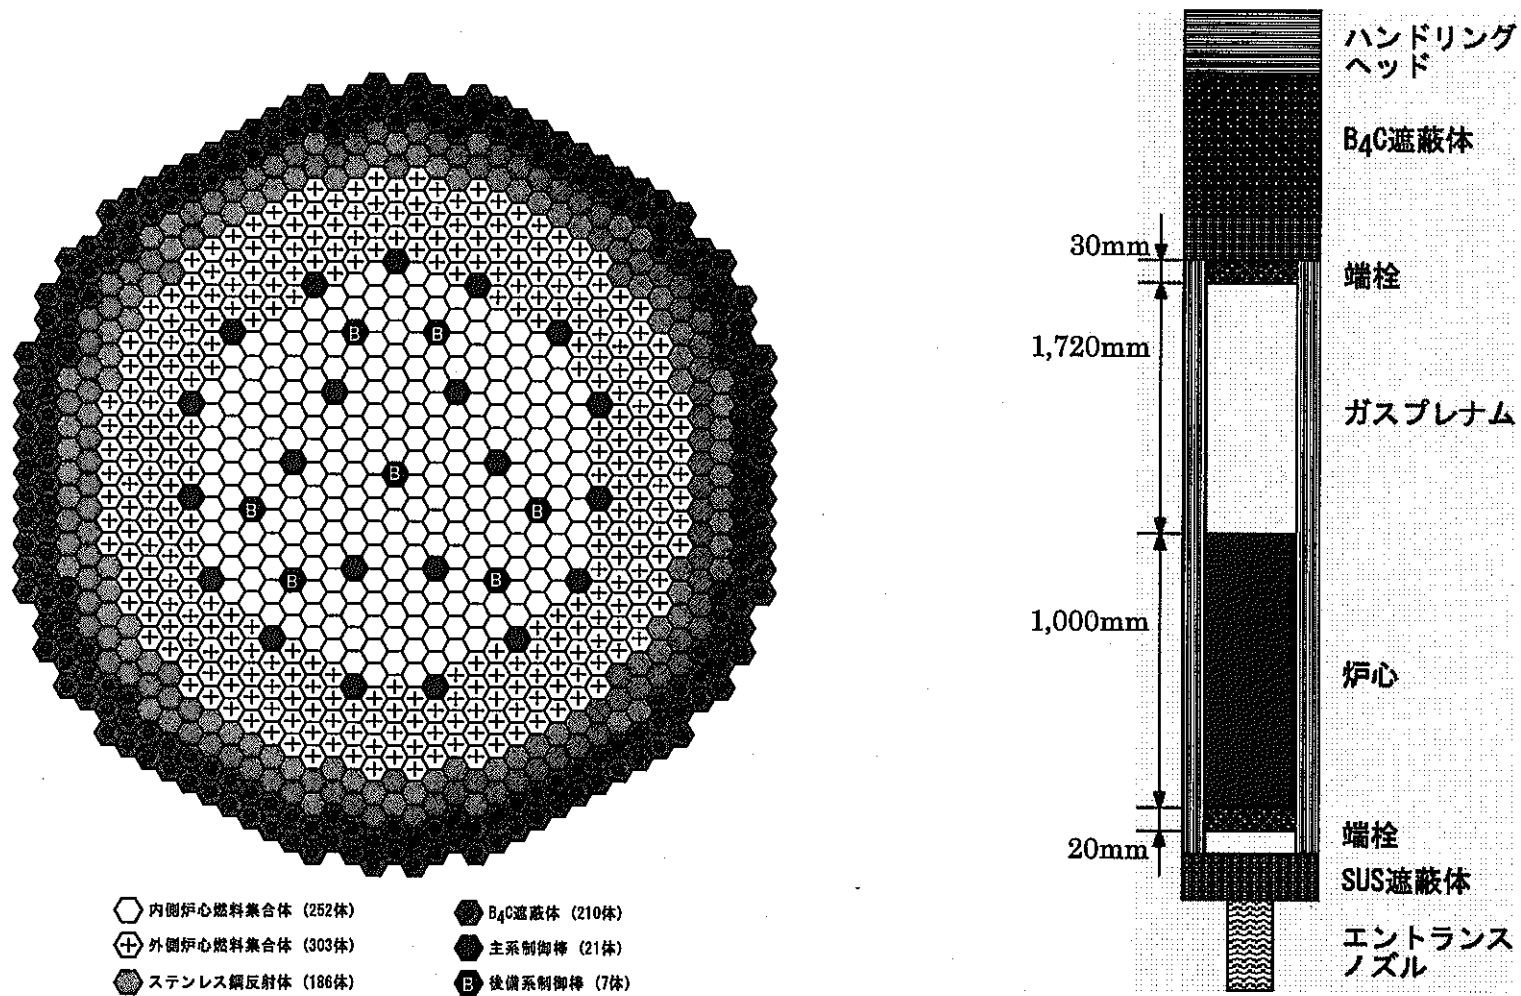 ハンドリング
ヘッド
B4C遮蔽体
30mm
端栓
1,720mm
ガスプレナム
1,000mm
炉心
20mm
端栓
SUS遮蔽体
エントランス
ノズル
B
B
B
B
B
B
B
内側炉心燃料集合体 (252体)
外側炉心燃料集合体 (303体)
ステンレス鋼反射体 (186体)
B4C遮蔽体 (210体)
主系制御棒 (21体)
B 後備系制御棒 (7体)